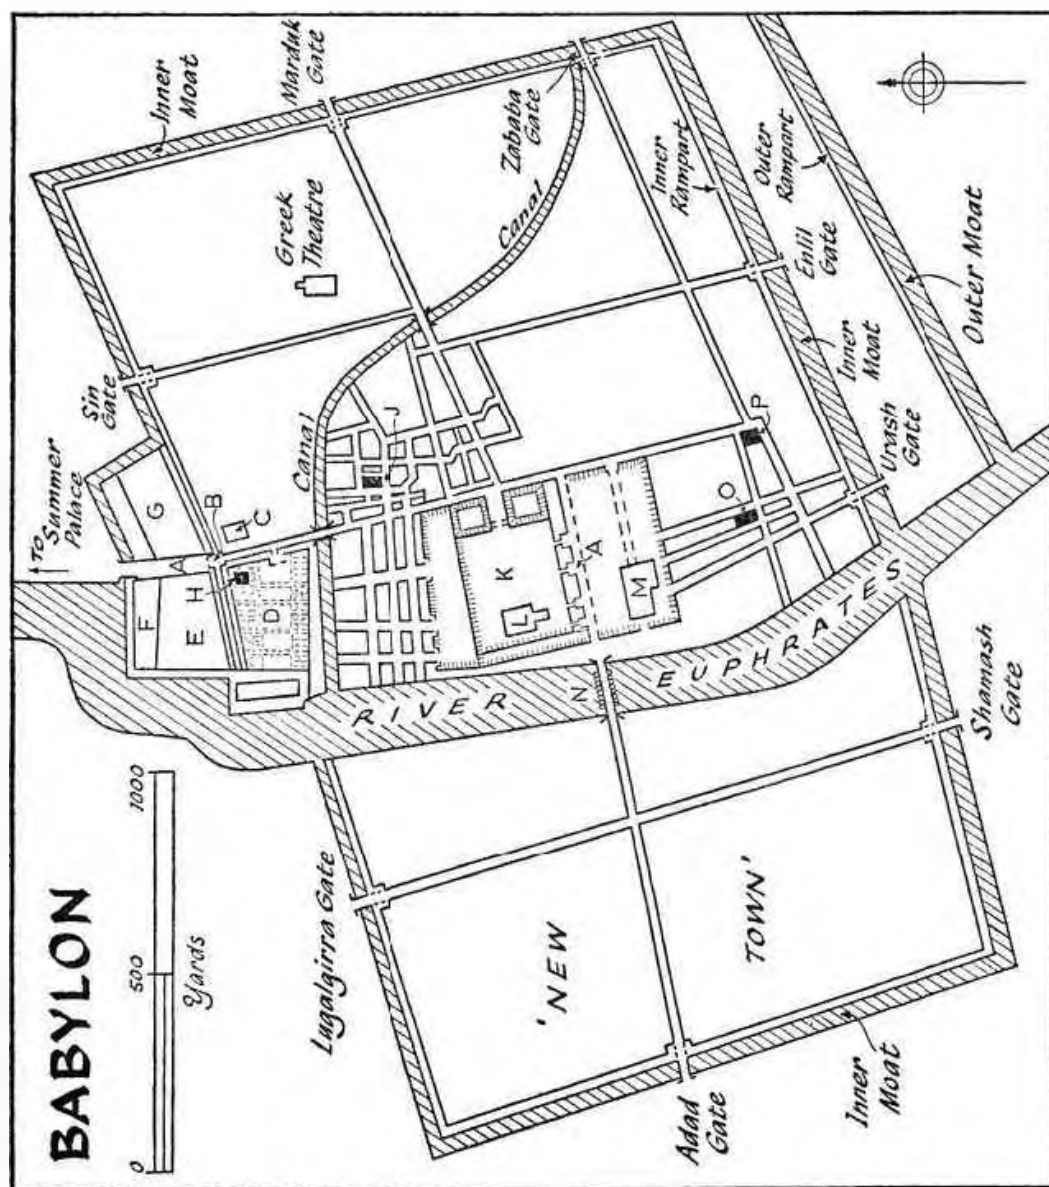 BABYLON
0
500
1000
Yards
Inner
Moat
Marduk
Gate
Zababa
Gate
Canal
Greek
Theatre
Inner
Rampart
Outer
Rampart
Enlil
Gate
Outer Moat
Inner
Moat
Urash
Gate
Sin
Gate
Canal
TO
Summer
Palace
A
B
C
D
E
F
G
H
J
K
L
M
N
O
P
A
RIVER EUPHRATES
Shamash
Gate
Lugalgirra Gate
'NEW
TOWN'
Adad
Gate
Inner
Moat